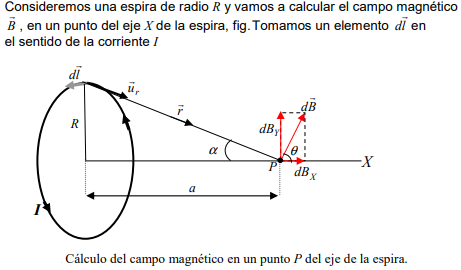 Consideremos una espira de radio R y vamos a calcular el campo magnético
B⃗ , en un punto del eje X de la espira, fig. Tomamos un elemento dl⃗ en
el sentido de la corriente I
dl⃗
u⃗ᵣ
r⃗
dB⃗
R
dB_Y
α
θ
P
X
dB_X
a
I
Cálculo del campo magnético en un punto P del eje de la espira.